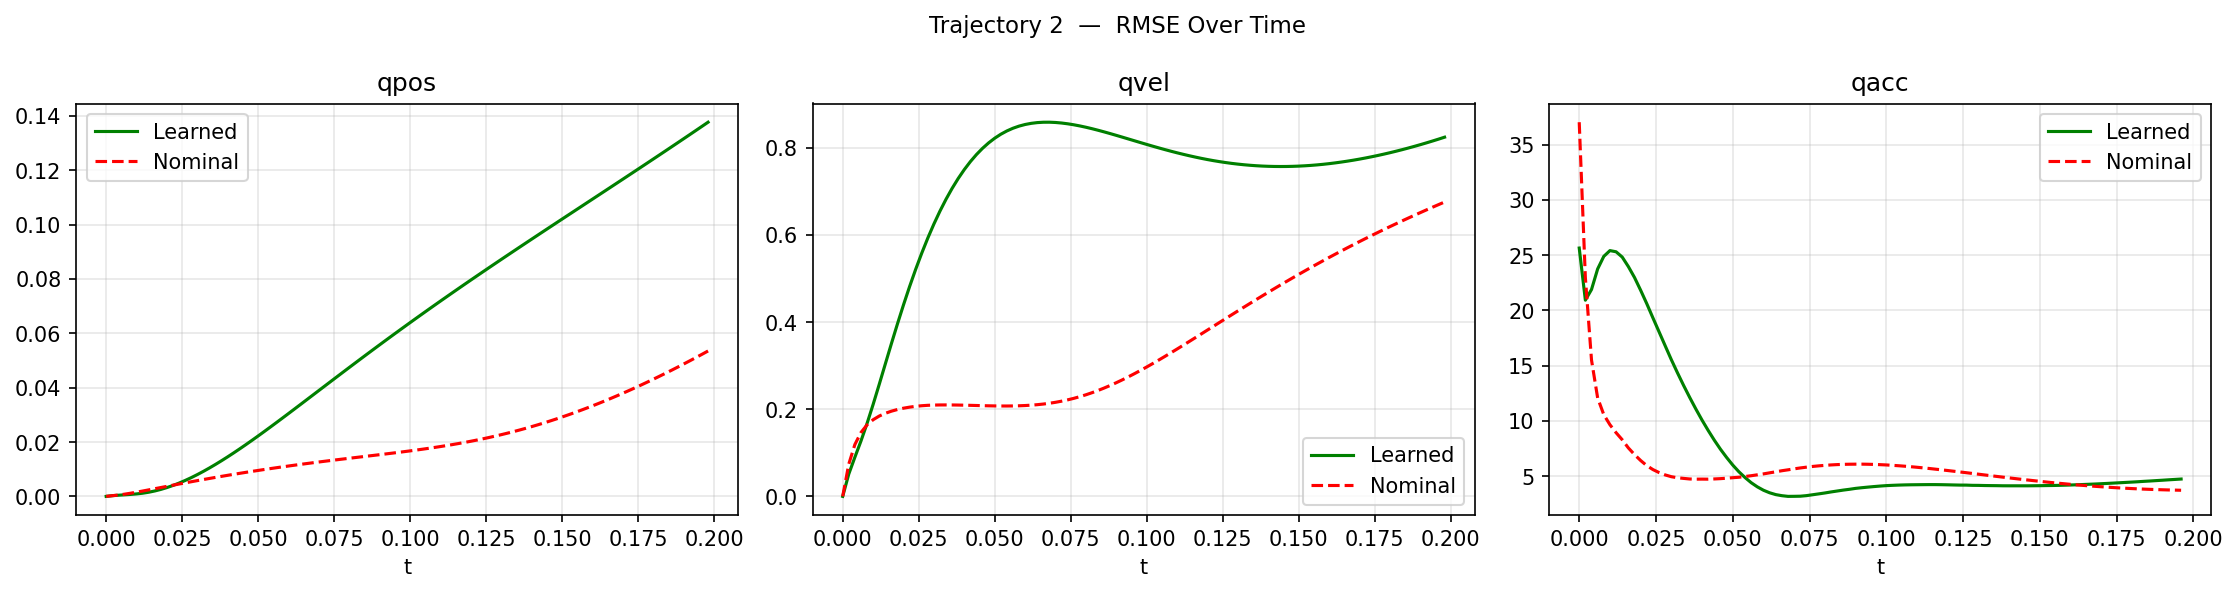 Trajectory 2 — RMSE Over Time
qpos
0.14
0.12
0.10
0.08
0.06
0.04
0.02
0.00
Learned
Nominal
0.000 0.025 0.050 0.075 0.100 0.125 0.150 0.175 0.200
t
qvel
0.8
0.6
0.4
0.2
0.0
Learned
Nominal
0.000 0.025 0.050 0.075 0.100 0.125 0.150 0.175 0.200
t
qacc
35
30
25
20
15
10
5
Learned
Nominal
0.000 0.025 0.050 0.075 0.100 0.125 0.150 0.175 0.200
t